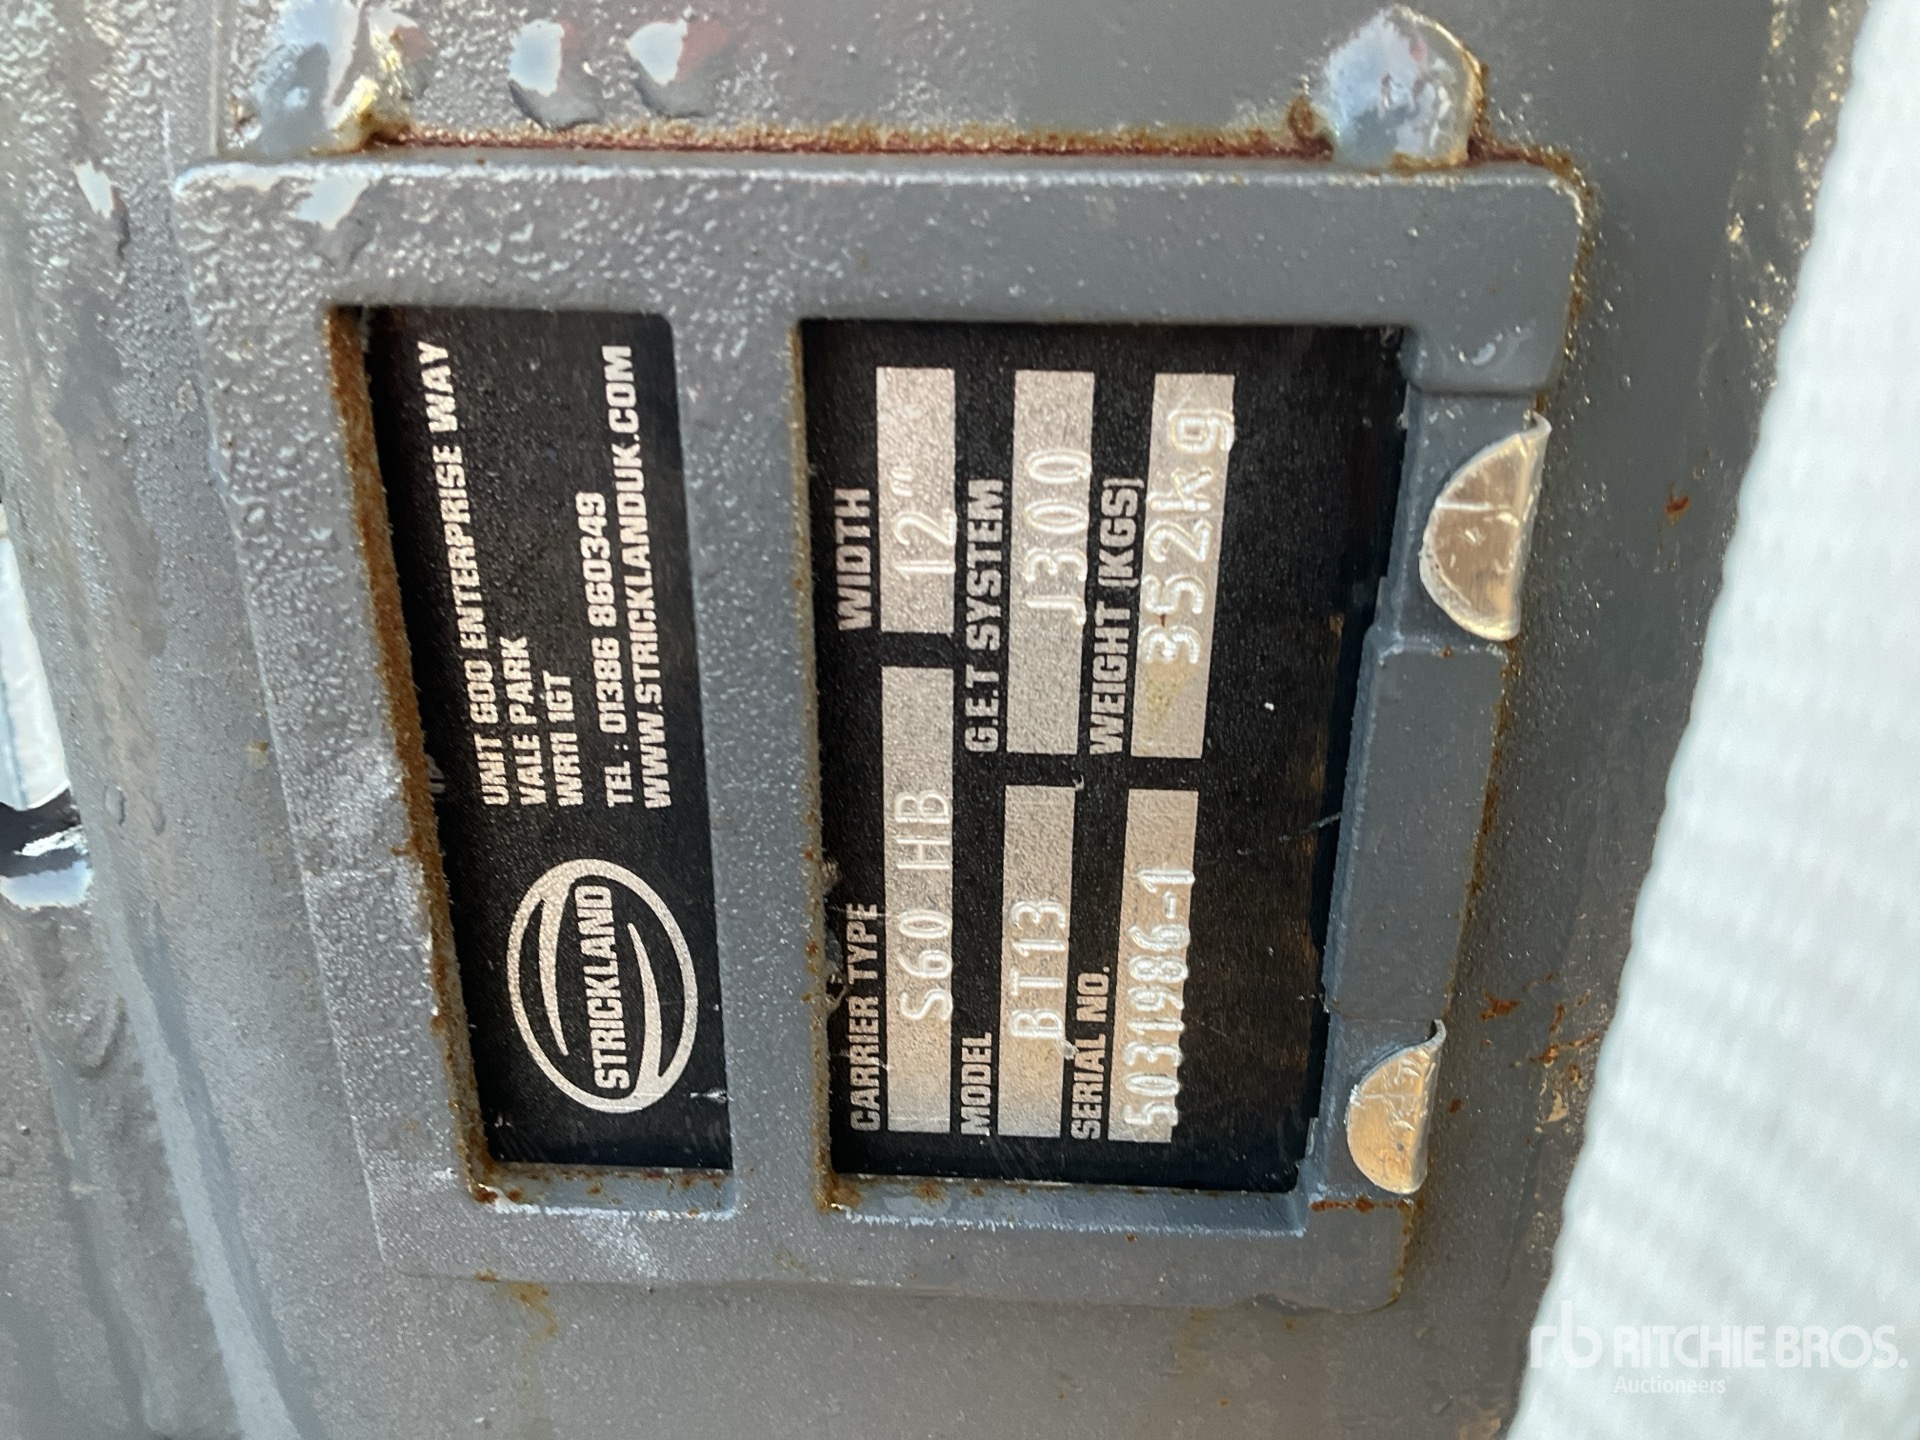 STRICKLAND
UNIT 600 ENTERPRISE WAY
VALE PARK
WR11 1GT
TEL : 01386 860349
WWW.STRICKLANDUK.COM
CARRIER TYPE WIDTH
S60 HB 12"
MODEL G.E.T SYSTEM
BT13 J300
SERIAL NO. WEIGHT (KGS)
5031986-1 352kg
rb RITCHIE BROS.
Auctioneers